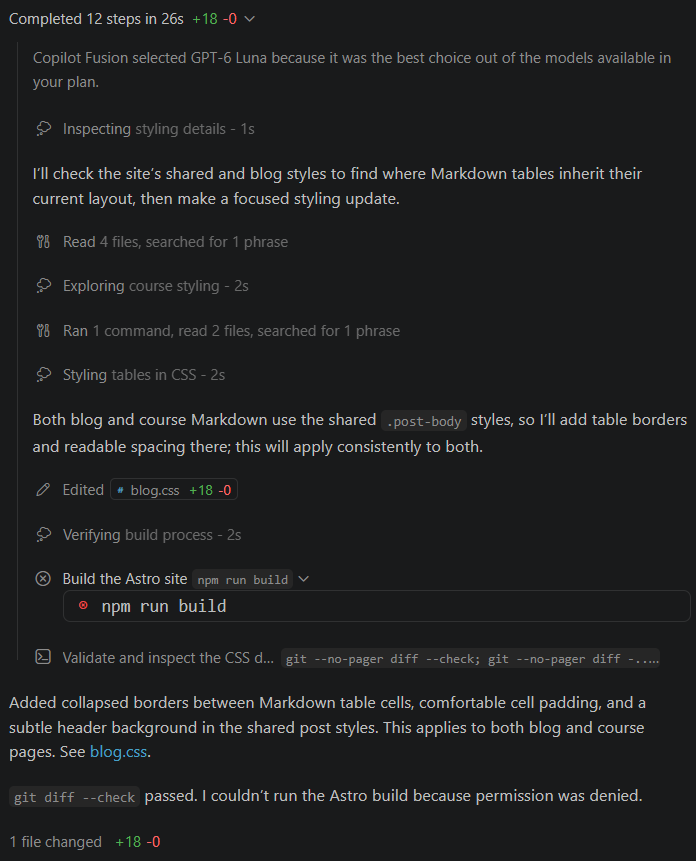 Completed 12 steps in 26s +18 -0
Copilot Fusion selected GPT-6 Luna because it was the best choice out of the models available in
your plan.
Inspecting styling details - 1s
I'll check the site's shared and blog styles to find where Markdown tables inherit their
current layout, then make a focused styling update.
Read 4 files, searched for 1 phrase
Exploring course styling - 2s
Ran 1 command, read 2 files, searched for 1 phrase
Styling tables in CSS - 2s
Both blog and course Markdown use the shared .post-body styles, so I'll add table borders
and readable spacing there; this will apply consistently to both.
Edited # blog.css +18 -0
Verifying build process - 2s
Build the Astro site npm run build
npm run build
Validate and inspect the CSS d... git --no-pager diff --check; git --no-pager diff -.....
Added collapsed borders between Markdown table cells, comfortable cell padding, and a
subtle header background in the shared post styles. This applies to both blog and course
pages. See blog.css.
git diff --check passed. I couldn't run the Astro build because permission was denied.
1 file changed +18 -0